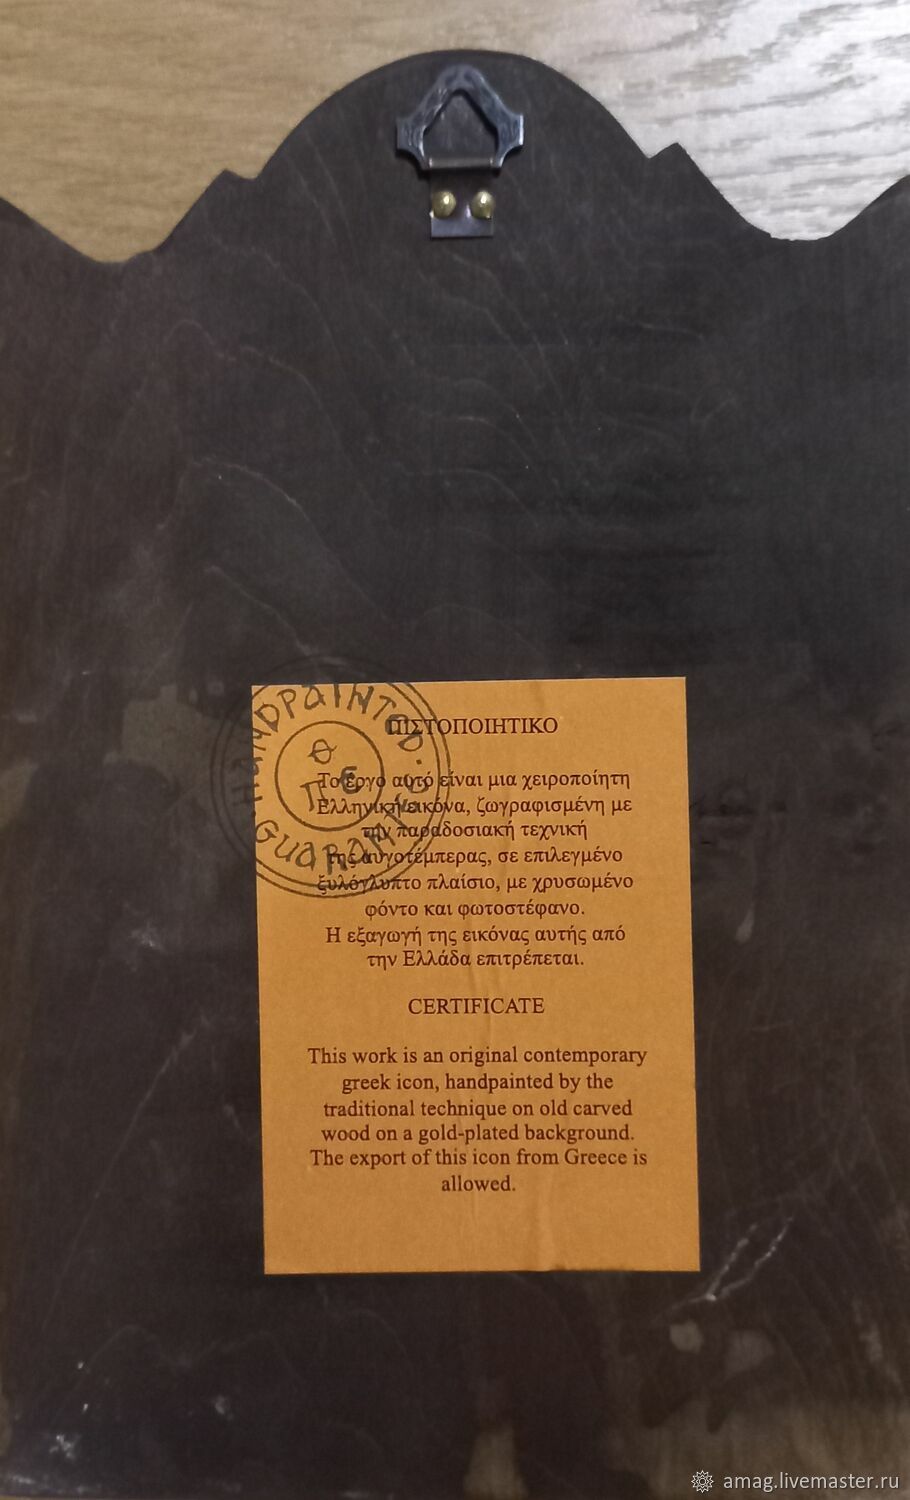 HANDPAINTED · GUARANTE
Θ
Π Ε
ΠΙΣΤΟΠΟΙΗΤΙΚΟ
Το έργο αυτό είναι μια χειροποίητη
Ελληνική εικόνα, ζωγραφισμένη με
την παραδοσιακή τεχνική
της αυγοτέμπερας, σε επιλεγμένο
ξυλόγλυπτο πλαίσιο, με χρυσωμένο
φόντο και φωτοστέφανο.
Η εξαγωγή της εικόνας αυτής από
την Ελλάδα επιτρέπεται.
CERTIFICATE
This work is an original contemporary
greek icon, handpainted by the
traditional technique on old carved
wood on a gold-plated background.
The export of this icon from Greece is
allowed.
amag.livemaster.ru